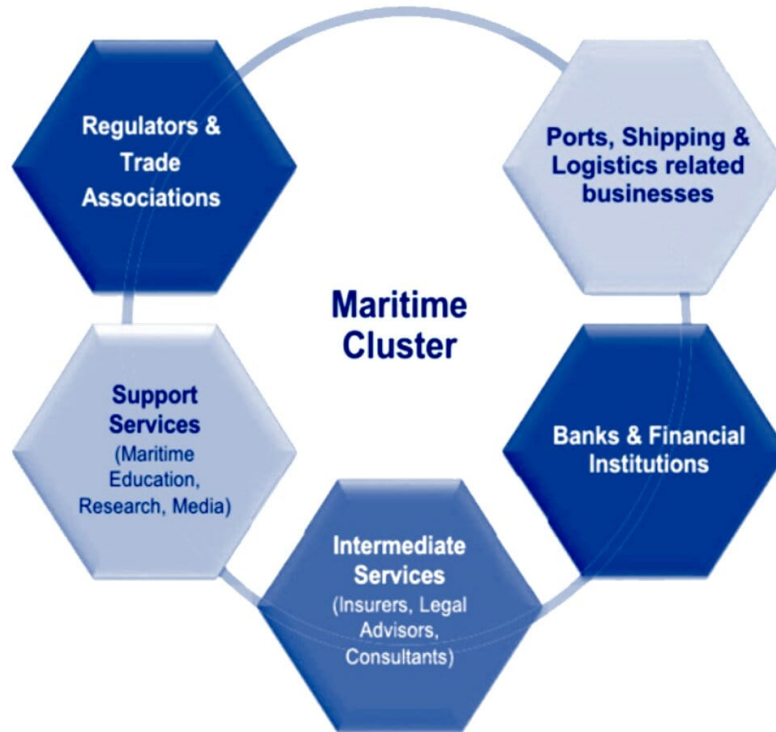 Regulators &
Trade
Associations
Ports, Shipping &
Logistics related
businesses
Maritime
Cluster
Support
Services
(Maritime
Education,
Research, Media)
Banks & Financial
Institutions
Intermediate
Services
(Insurers, Legal
Advisors,
Consultants)